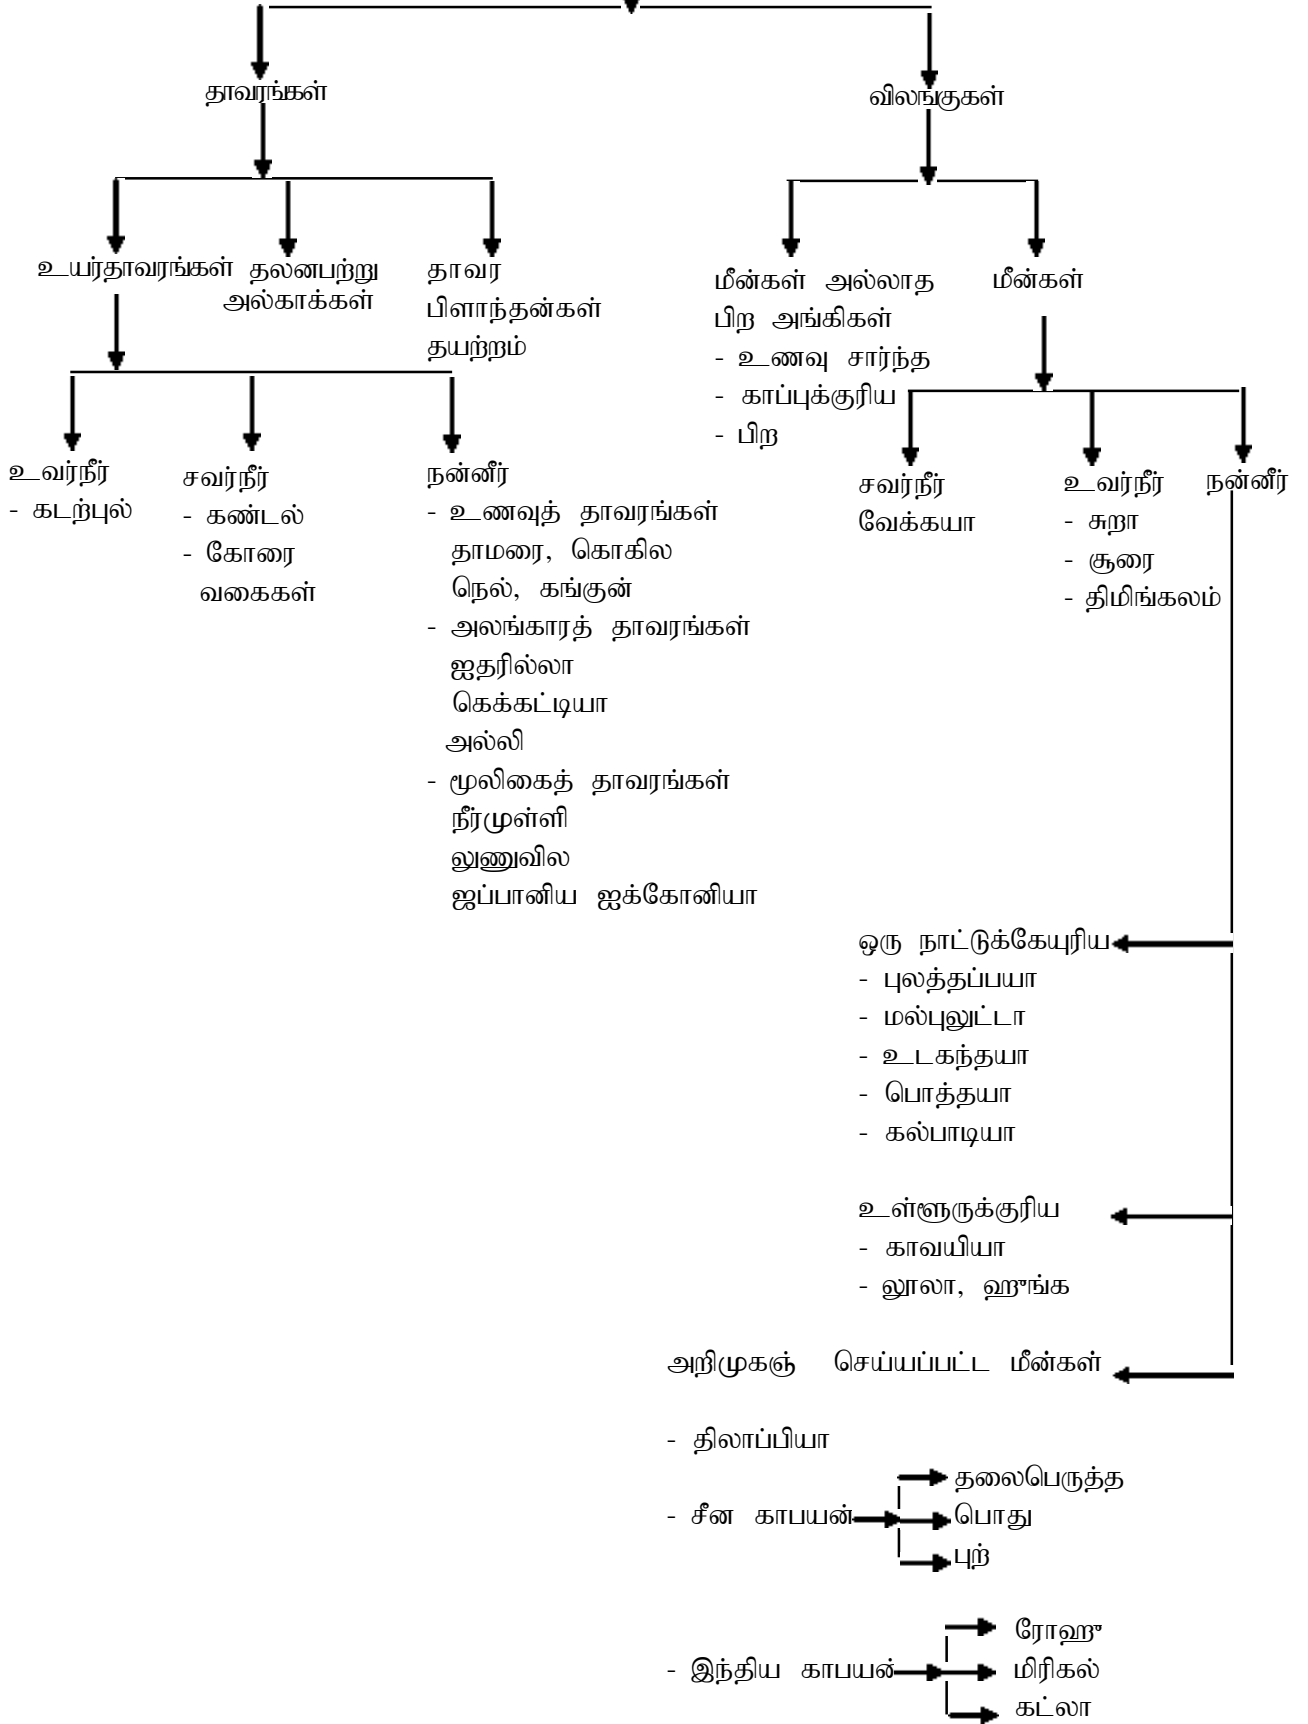 தாவரங்கள்
விலங்குகள்
உயர்தாவரங்கள்
தலனபற்று
அல்காக்கள்
தாவர
பிளாந்தன்கள்
தயற்றம்
மீன்கள் அல்லாத
பிற அங்கிகள்
- உணவு சார்ந்த
- காப்புக்குரிய
- பிற
மீன்கள்
உவர்நீர்
- கடற்புல்
சவர்நீர்
- கண்டல்
- கோரை
வகைகள்
நன்னீர்
- உணவுத் தாவரங்கள்
தாமரை, கொகில
நெல், கங்குன்
- அலங்காரத் தாவரங்கள்
ஐதரில்லா
கெக்கட்டியா
அல்லி
- மூலிகைத் தாவரங்கள்
நீர்முள்ளி
லுணுவில
ஜப்பானிய ஐக்கோனியா
சவர்நீர்
வேக்கயா
உவர்நீர்
- சுறா
- சூரை
- திமிங்கலம்
நன்னீர்
ஒரு நாட்டுக்கேயுரிய
- புலத்தப்பயா
- மல்புலுட்டா
- உடகந்தயா
- பொத்தயா
- கல்பாடியா
உள்ளூருக்குரிய
- காவயியா
- லூலா, ஹுங்க
அறிமுகஞ் செய்யப்பட்ட மீன்கள்
- திலாப்பியா
- சீன காபயன்
தலைபெருத்த
பொது
புற்
- இந்திய காபயன்
ரோஹு
மிரிகல்
கட்லா